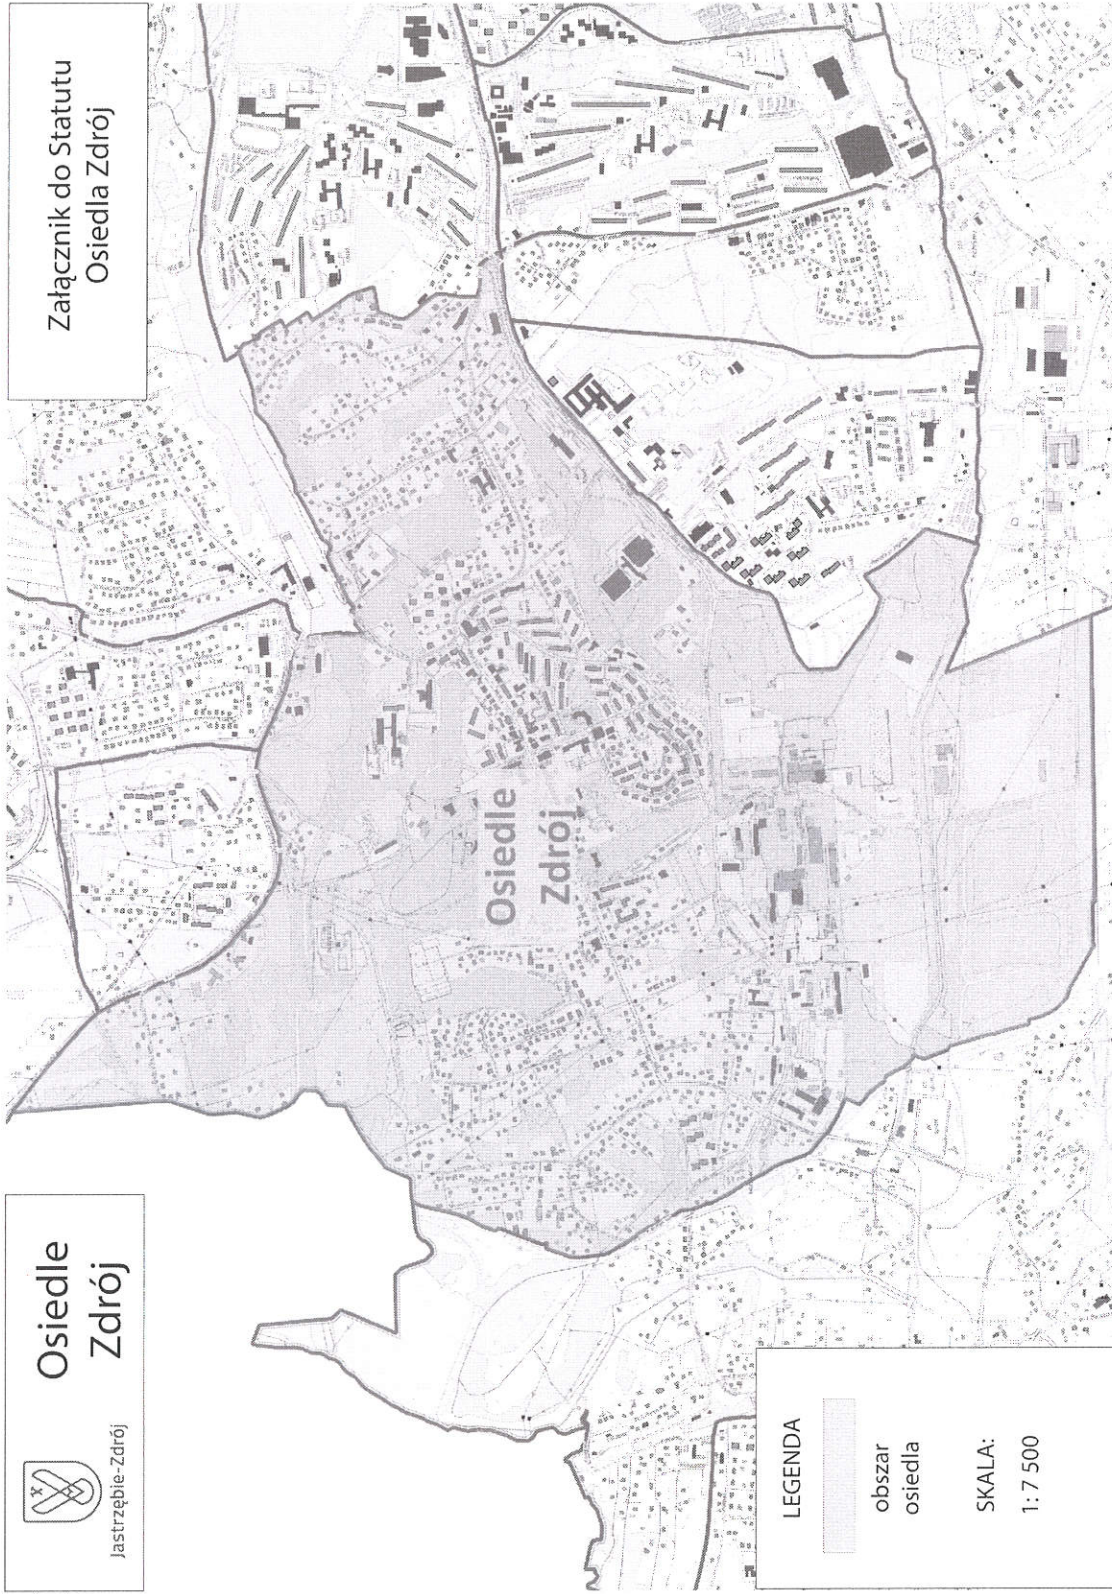 Jastrzębie-Zdrój
Osiedle
Zdrój
Załącznik do Statutu
Osiedla Zdrój
Osiedle
Zdrój
LEGENDA
obszar
osiedla
SKALA:
1: 7 500